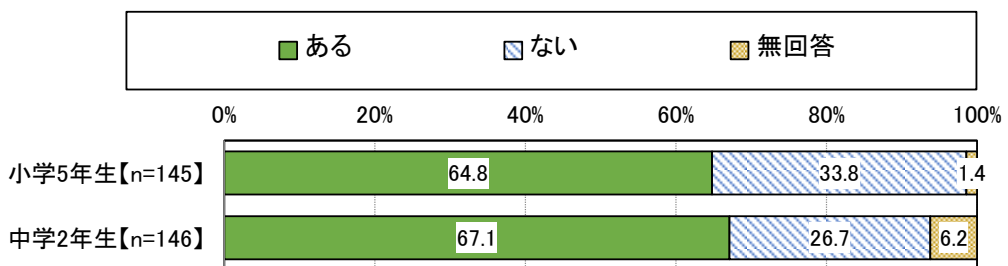 ある ない 無回答
0% 20% 40% 60% 80% 100%
小学5年生【n=145】 64.8 33.8 1.4
中学2年生【n=146】 67.1 26.7 6.2